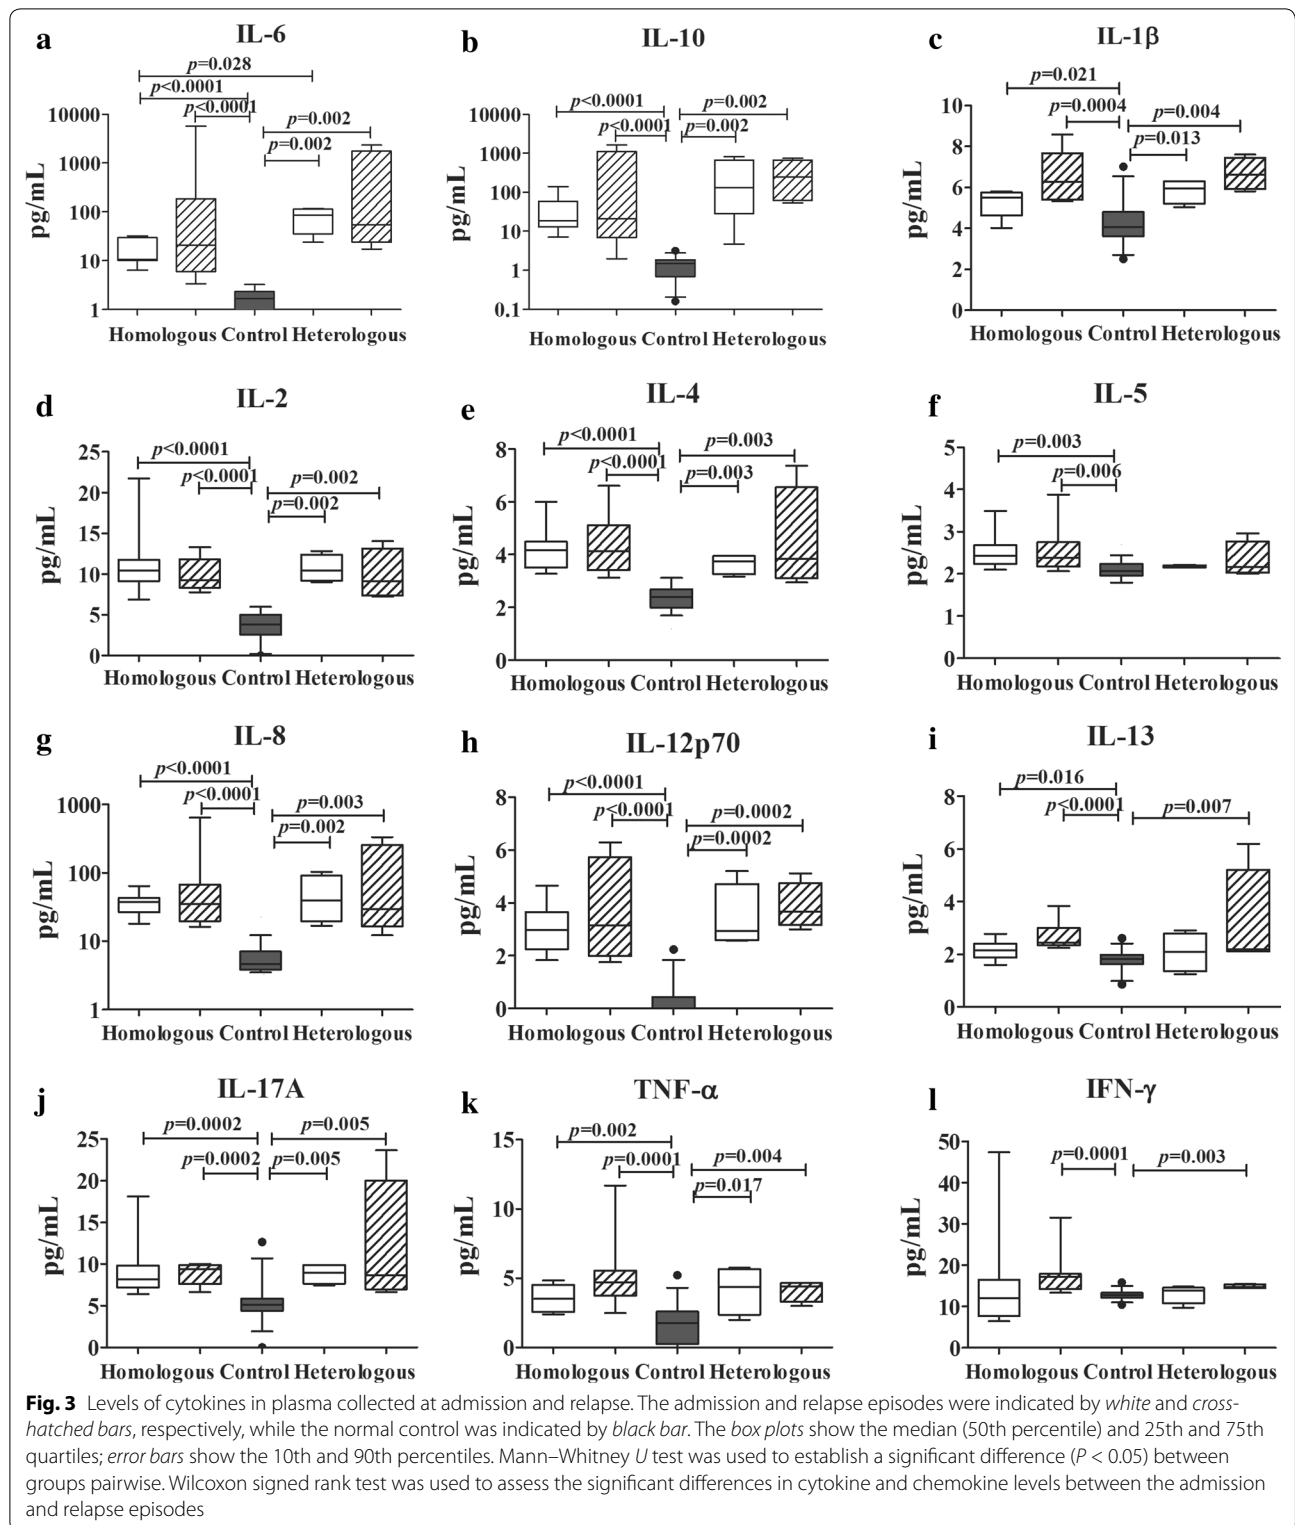 a
IL-6
p=0.028
p<0.0001
p<0.0001
p=0.002
p=0.002
pg/mL
10000
1000
100
10
1
Homologous Control Heterologous
b
IL-10
p<0.0001
p=0.002
p<0.0001
p=0.002
pg/mL
10000
1000
100
10
1
0.1
Homologous Control Heterologous
c
IL-1β
p=0.021
p=0.0004
p=0.004
p=0.013
pg/mL
10
8
6
4
2
0
Homologous Control Heterologous
d
IL-2
p<0.0001
p<0.0001
p=0.002
p=0.002
pg/mL
25
20
15
10
5
0
Homologous Control Heterologous
e
IL-4
p<0.0001
p=0.003
p<0.0001
p=0.003
pg/mL
8
6
4
2
0
Homologous Control Heterologous
f
IL-5
p=0.003
p=0.006
pg/mL
5
4
3
2
1
0
Homologous Control Heterologous
g
IL-8
p<0.0001
p<0.0001
p=0.003
p=0.002
pg/mL
1000
100
10
1
Homologous Control Heterologous
h
IL-12p70
p<0.0001
p<0.0001
p=0.0002
p=0.0002
pg/mL
8
6
4
2
0
Homologous Control Heterologous
i
IL-13
p=0.016
p<0.0001
p=0.007
pg/mL
8
6
4
2
0
Homologous Control Heterologous
j
IL-17A
p=0.0002
p=0.005
p=0.0002
p=0.005
pg/mL
25
20
15
10
5
0
Homologous Control Heterologous
k
TNF-α
p=0.002
p=0.0001
p=0.004
p=0.017
pg/mL
15
10
5
0
Homologous Control Heterologous
l
IFN-γ
p=0.0001
p=0.003
pg/mL
50
40
30
20
10
0
Homologous Control Heterologous
Fig. 3 Levels of cytokines in plasma collected at admission and relapse. The admission and relapse episodes were indicated by white and cross-
hatched bars, respectively, while the normal control was indicated by black bar. The box plots show the median (50th percentile) and 25th and 75th
quartiles; error bars show the 10th and 90th percentiles. Mann–Whitney U test was used to establish a significant difference (P < 0.05) between
groups pairwise. Wilcoxon signed rank test was used to assess the significant differences in cytokine and chemokine levels between the admission
and relapse episodes